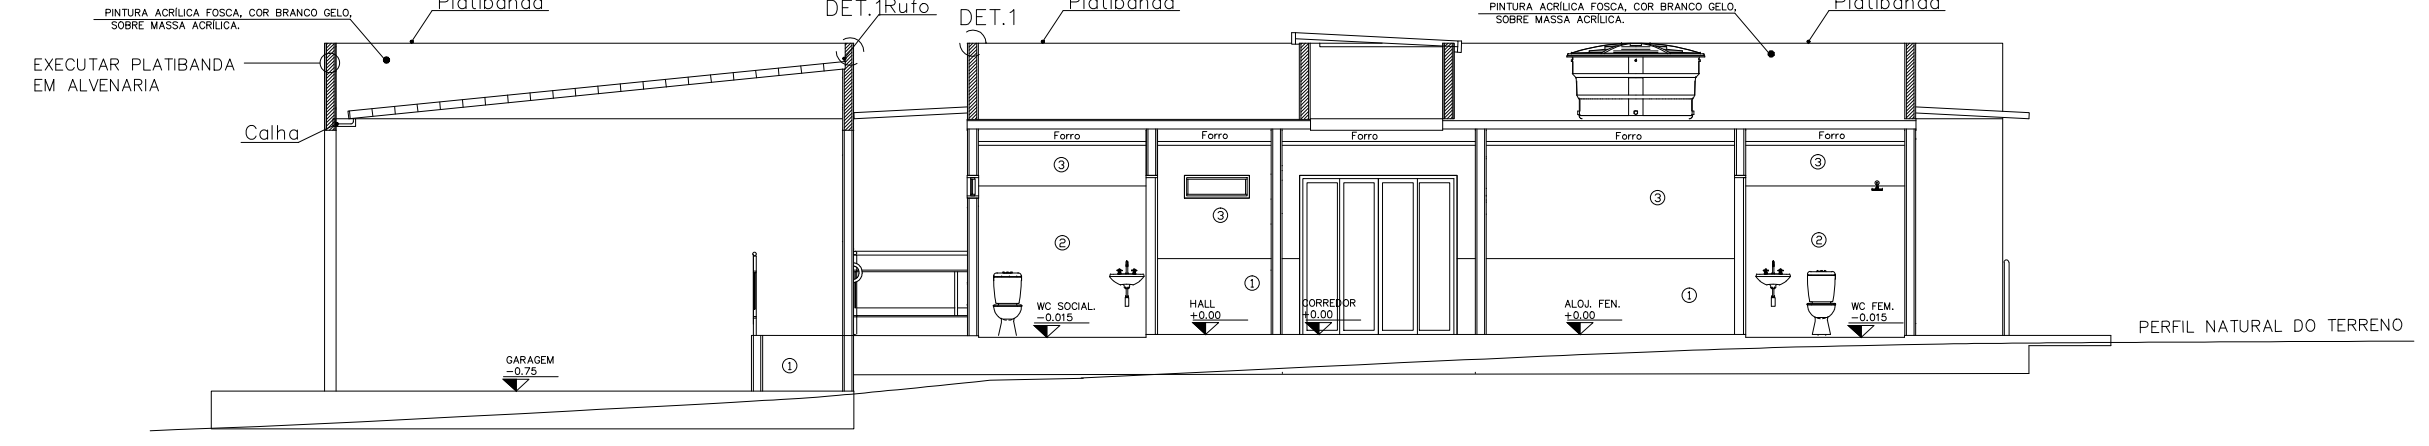 PINTURA ACRÍLICA FOSCA, COR BRANCO GELO,
SOBRE MASSA ACRÍLICA.
Platibanda
DET.1
Rufo
DET.1
Platibanda
PINTURA ACRÍLICA FOSCA, COR BRANCO GELO,
SOBRE MASSA ACRÍLICA.
Platibanda
EXECUTAR PLATIBANDA
EM ALVENARIA
Calha
Forro
Forro
Forro
Forro
Forro
3
3
3
3
2
2
1
1
1
WC SOCIAL.
-0.015
HALL
+0.00
CORREDOR
+0.00
ALOJ. FEN.
+0.00
WC FEM.
-0.015
GARAGEM
-0.75
PERFIL NATURAL DO TERRENO